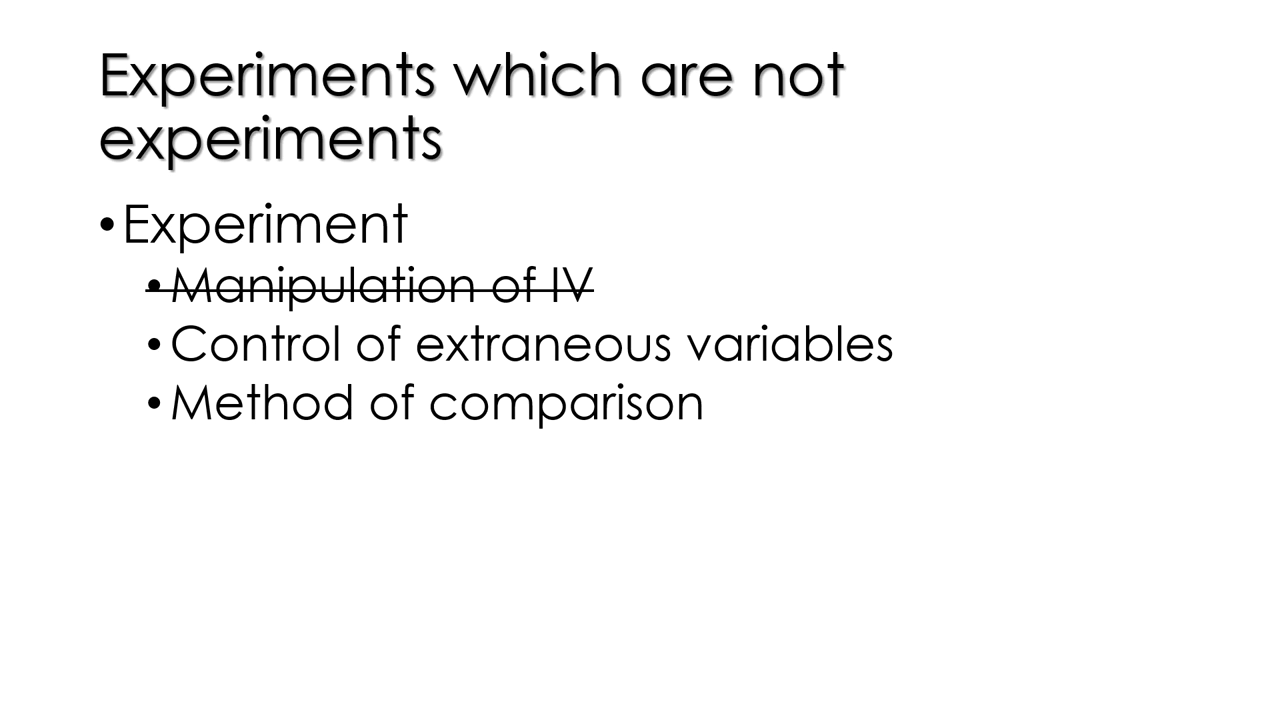 Experiments which are not
experiments
•Experiment
•Manipulation of IV
•Control of extraneous variables
•Method of comparison